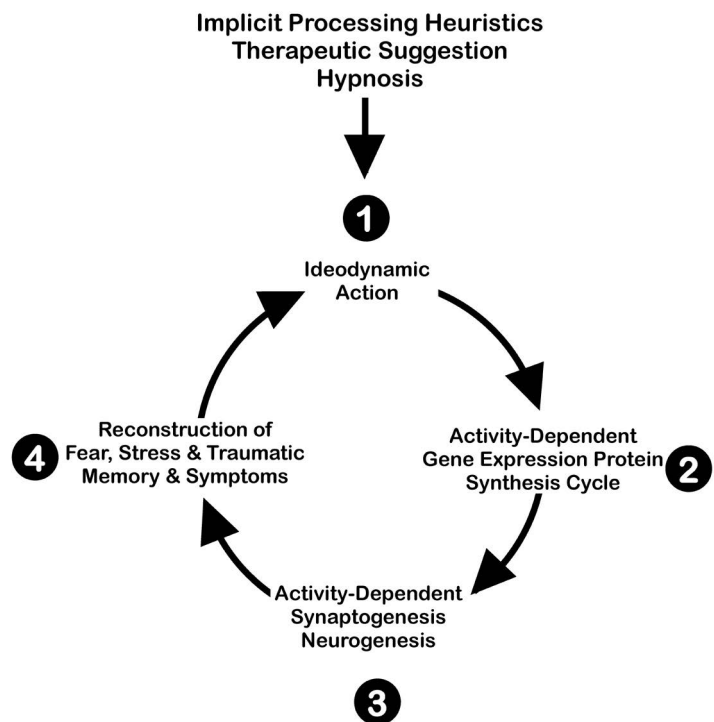 Implicit Processing Heuristics
Therapeutic Suggestion
Hypnosis
1
Ideodynamic
Action
Activity-Dependent
Gene Expression Protein
Synthesis Cycle
2
Activity-Dependent
Synaptogenesis
Neurogenesis
3
4
Reconstruction of
Fear, Stress & Traumatic
Memory & Symptoms